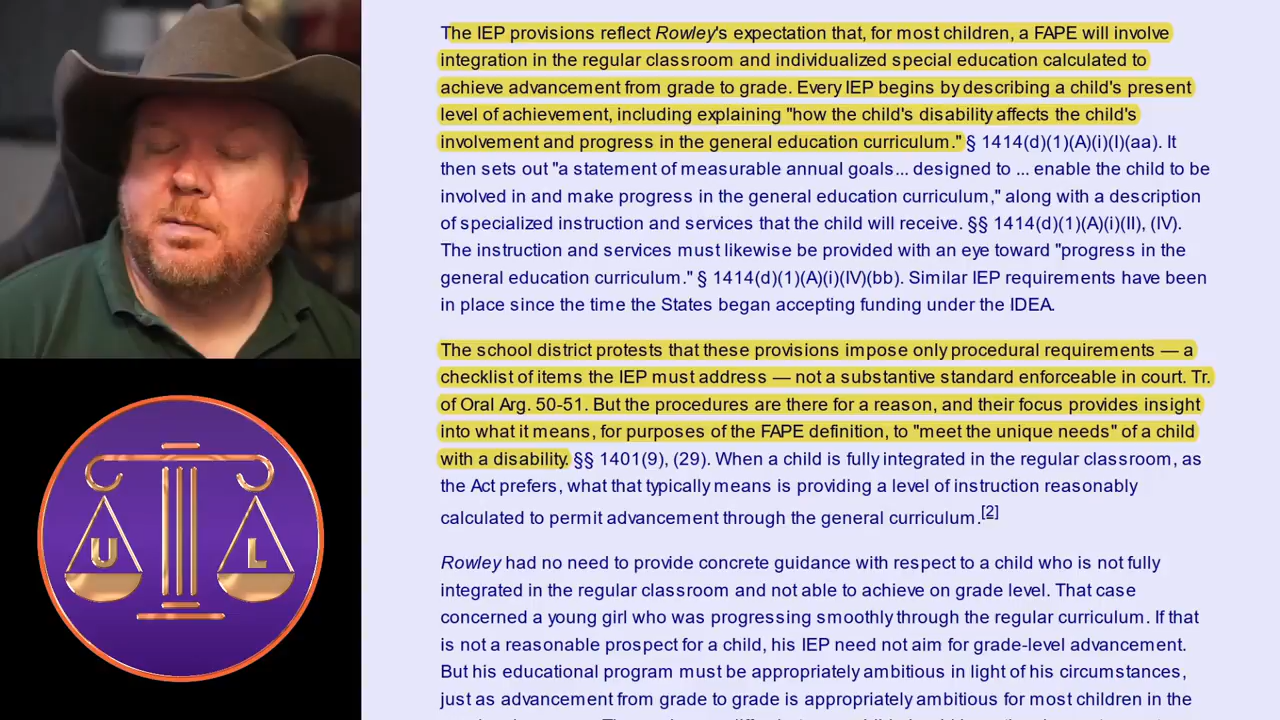 The IEP provisions reflect Rowley's expectation that, for most children, a FAPE will involve
integration in the regular classroom and individualized special education calculated to
achieve advancement from grade to grade. Every IEP begins by describing a child's present
level of achievement, including explaining "how the child's disability affects the child's
involvement and progress in the general education curriculum." § 1414(d)(1)(A)(i)(I)(aa). It
then sets out "a statement of measurable annual goals... designed to ... enable the child to be
involved in and make progress in the general education curriculum," along with a description
of specialized instruction and services that the child will receive. §§ 1414(d)(1)(A)(i)(II), (IV).
The instruction and services must likewise be provided with an eye toward "progress in the
general education curriculum." § 1414(d)(1)(A)(i)(IV)(bb). Similar IEP requirements have been
in place since the time the States began accepting funding under the IDEA.
The school district protests that these provisions impose only procedural requirements — a
checklist of items the IEP must address — not a substantive standard enforceable in court. Tr.
of Oral Arg. 50-51. But the procedures are there for a reason, and their focus provides insight
into what it means, for purposes of the FAPE definition, to "meet the unique needs" of a child
with a disability. §§ 1401(9), (29). When a child is fully integrated in the regular classroom, as
the Act prefers, what that typically means is providing a level of instruction reasonably
calculated to permit advancement through the general curriculum.[2]
Rowley had no need to provide concrete guidance with respect to a child who is not fully
integrated in the regular classroom and not able to achieve on grade level. That case
concerned a young girl who was progressing smoothly through the regular curriculum. If that
is not a reasonable prospect for a child, his IEP need not aim for grade-level advancement.
But his educational program must be appropriately ambitious in light of his circumstances,
just as advancement from grade to grade is appropriately ambitious for most children in the
U L